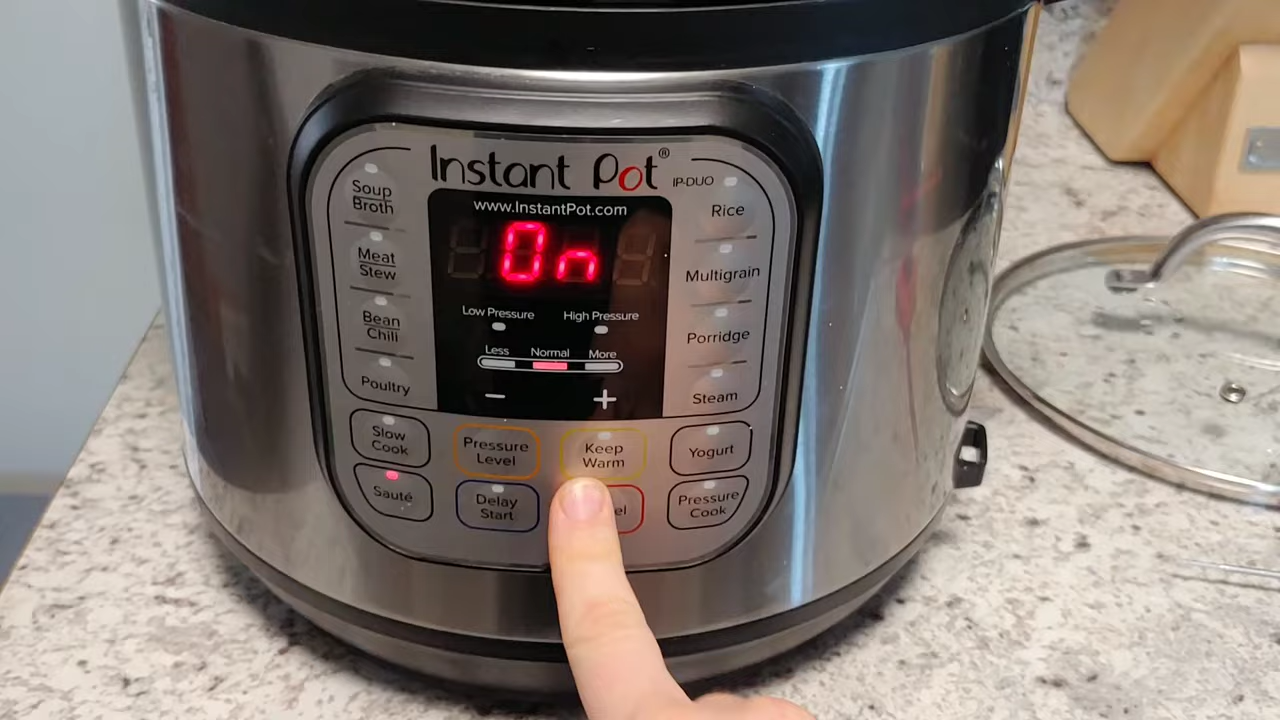 Instant Pot®
IP-DUO
www.InstantPot.com
On
Soup
Broth
Meat
Stew
Bean
Chili
Poultry
Rice
Multigrain
Porridge
Steam
Low Pressure
High Pressure
Less
Normal
More
− +
Slow
Cook
Pressure
Level
Keep
Warm
Yogurt
Sauté
Delay
Start
el
Pressure
Cook